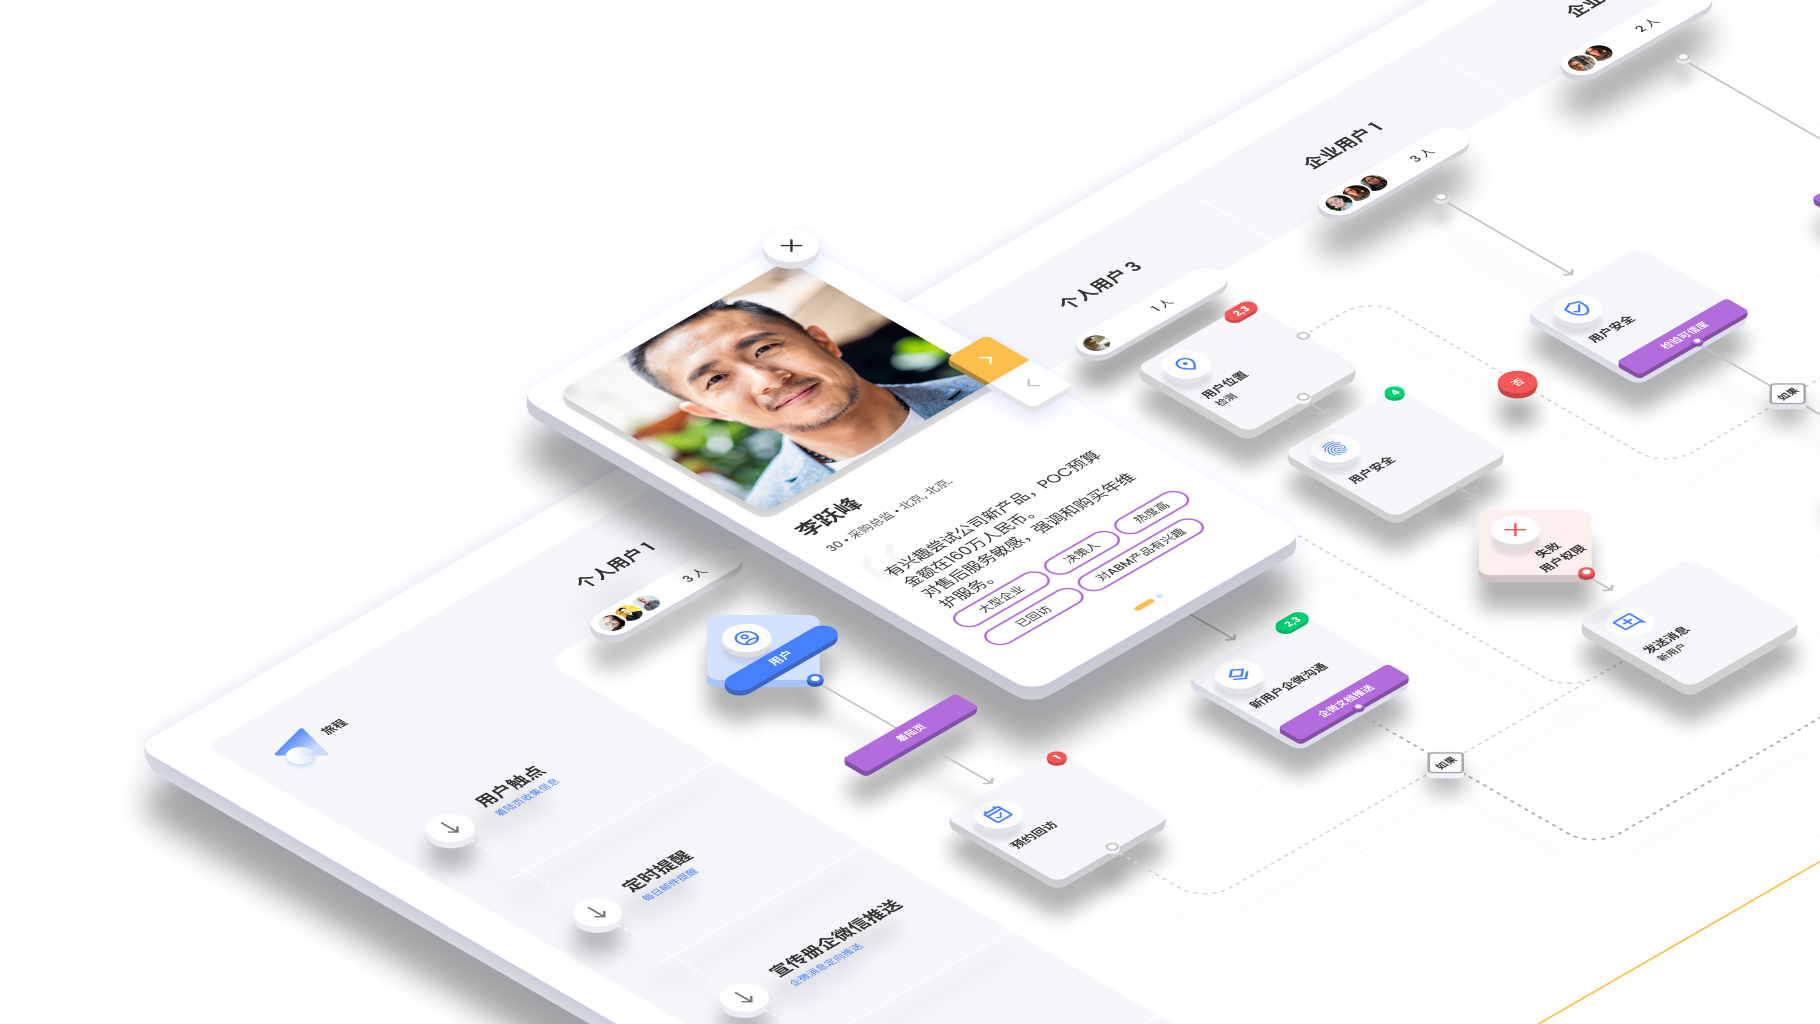 企业
2 人
企业用户 1
3 人
个人用户 3
1 人
2,3
用户位置
检测
4
用户安全
用户安全
检验可信度
否
如果
失败
用户权限
发送消息
新用户
李跃峰
30 • 采购总监 • 北京, 北京.
有兴趣尝试公司新产品，POC预算
金额在160万人民币。
对售后服务敏感，强调和购买年维
护服务。
大型企业
决策人
热度高
已回访
对ABM产品有兴趣
个人用户 1
3 人
用户
着陆页
1
预约回访
2,3
新用户企微沟通
企微文档推送
如果
旅程
用户触点
着陆页收集信息
定时提醒
每日邮件提醒
宣传册企微信推送
企微消息定向推送